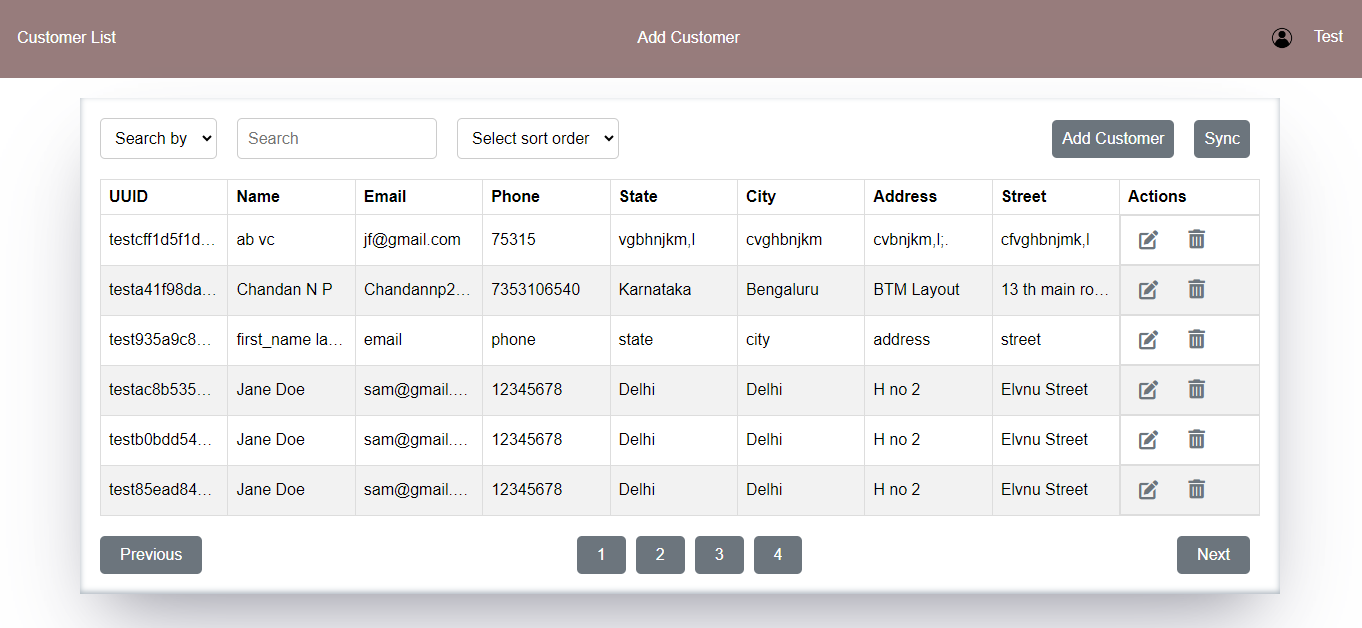 Customer List Add Customer Test
Search by Search Select sort order Add Customer Sync
UUID Name Email Phone State City Address Street Actions
testcff1d5f1d... ab vc jf@gmail.com 75315 vgbhnjkm,l cvghbnjkm cvbnjkm,l;. cfvghbnjmk,l
testa41f98da... Chandan N P Chandannp2... 7353106540 Karnataka Bengaluru BTM Layout 13 th main ro...
test935a9c8... first_name la... email phone state city address street
testac8b535... Jane Doe sam@gmail.... 12345678 Delhi Delhi H no 2 Elvnu Street
testb0bdd54... Jane Doe sam@gmail.... 12345678 Delhi Delhi H no 2 Elvnu Street
test85ead84... Jane Doe sam@gmail.... 12345678 Delhi Delhi H no 2 Elvnu Street
Previous 1 2 3 4 Next